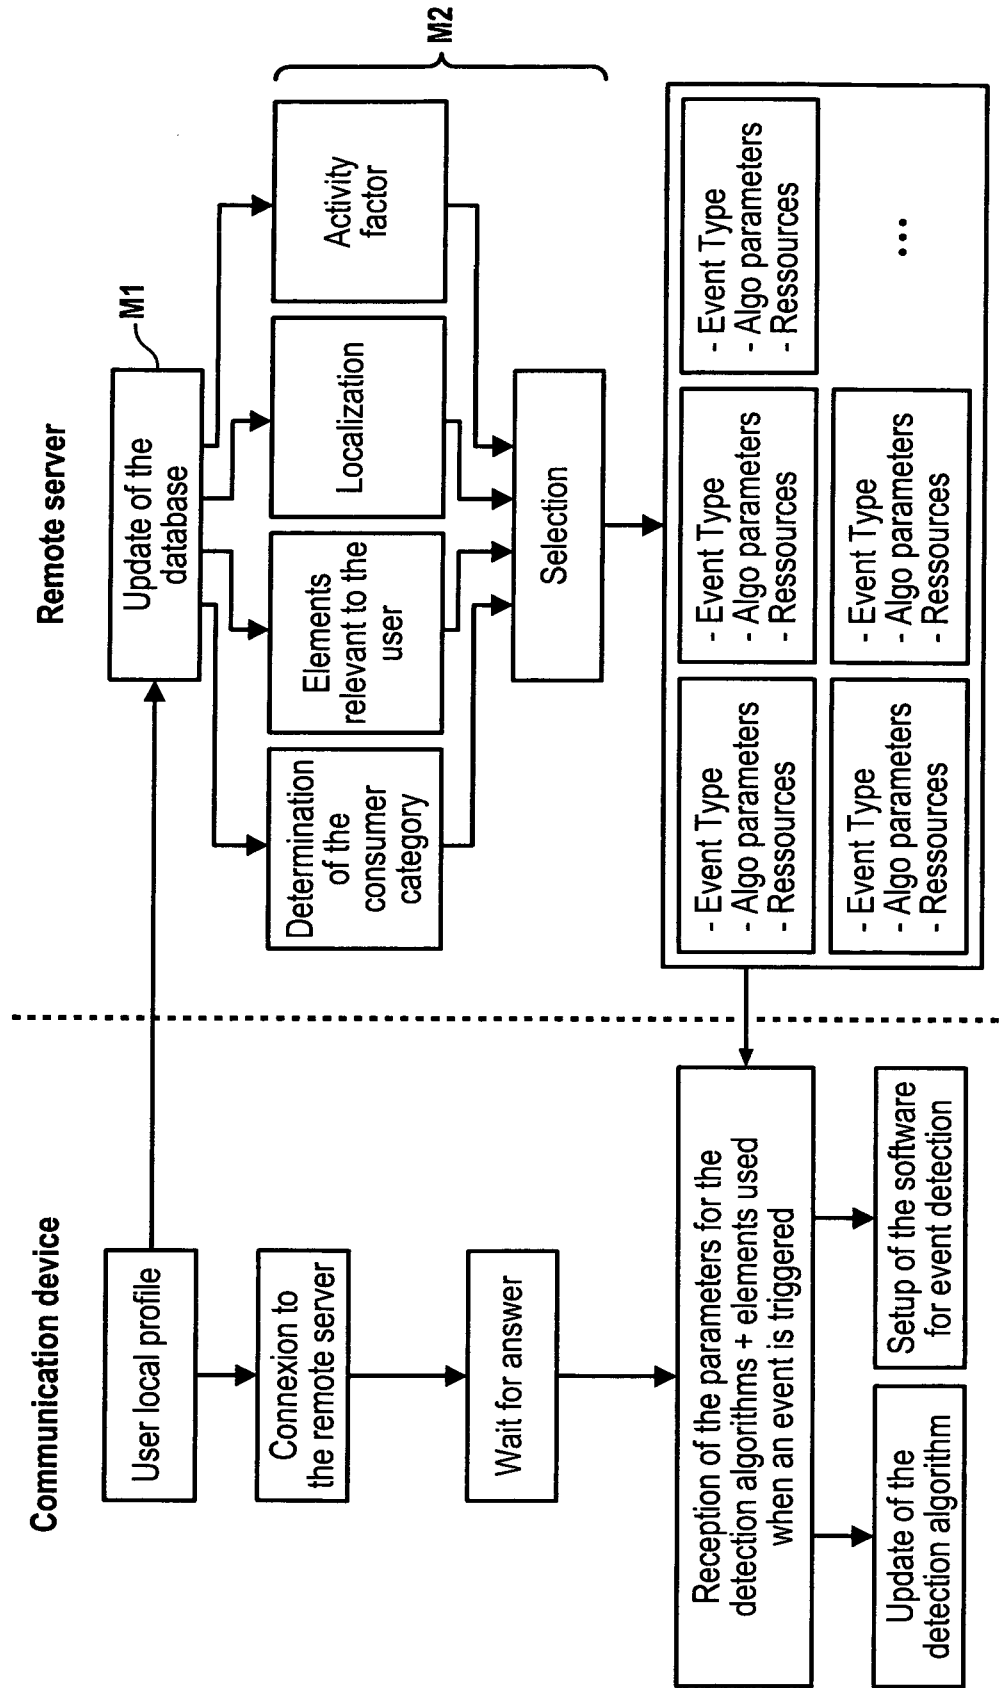 Communication device
User local profile
Connexion to
the remote server
Wait for answer
Reception of the parameters for the
detection algorithms + elements used
when an event is triggered
Update of the
detection algorithm
Setup of the software
for event detection
Remote server
M1
Update of the
database
Determination
of the
consumer
category
Elements
relevant to the
user
Localization
Activity
factor
M2
Selection
- Event Type
- Algo parameters
- Ressources
- Event Type
- Algo parameters
- Ressources
- Event Type
- Algo parameters
- Ressources
- Event Type
- Algo parameters
- Ressources
- Event Type
- Algo parameters
- Ressources
...